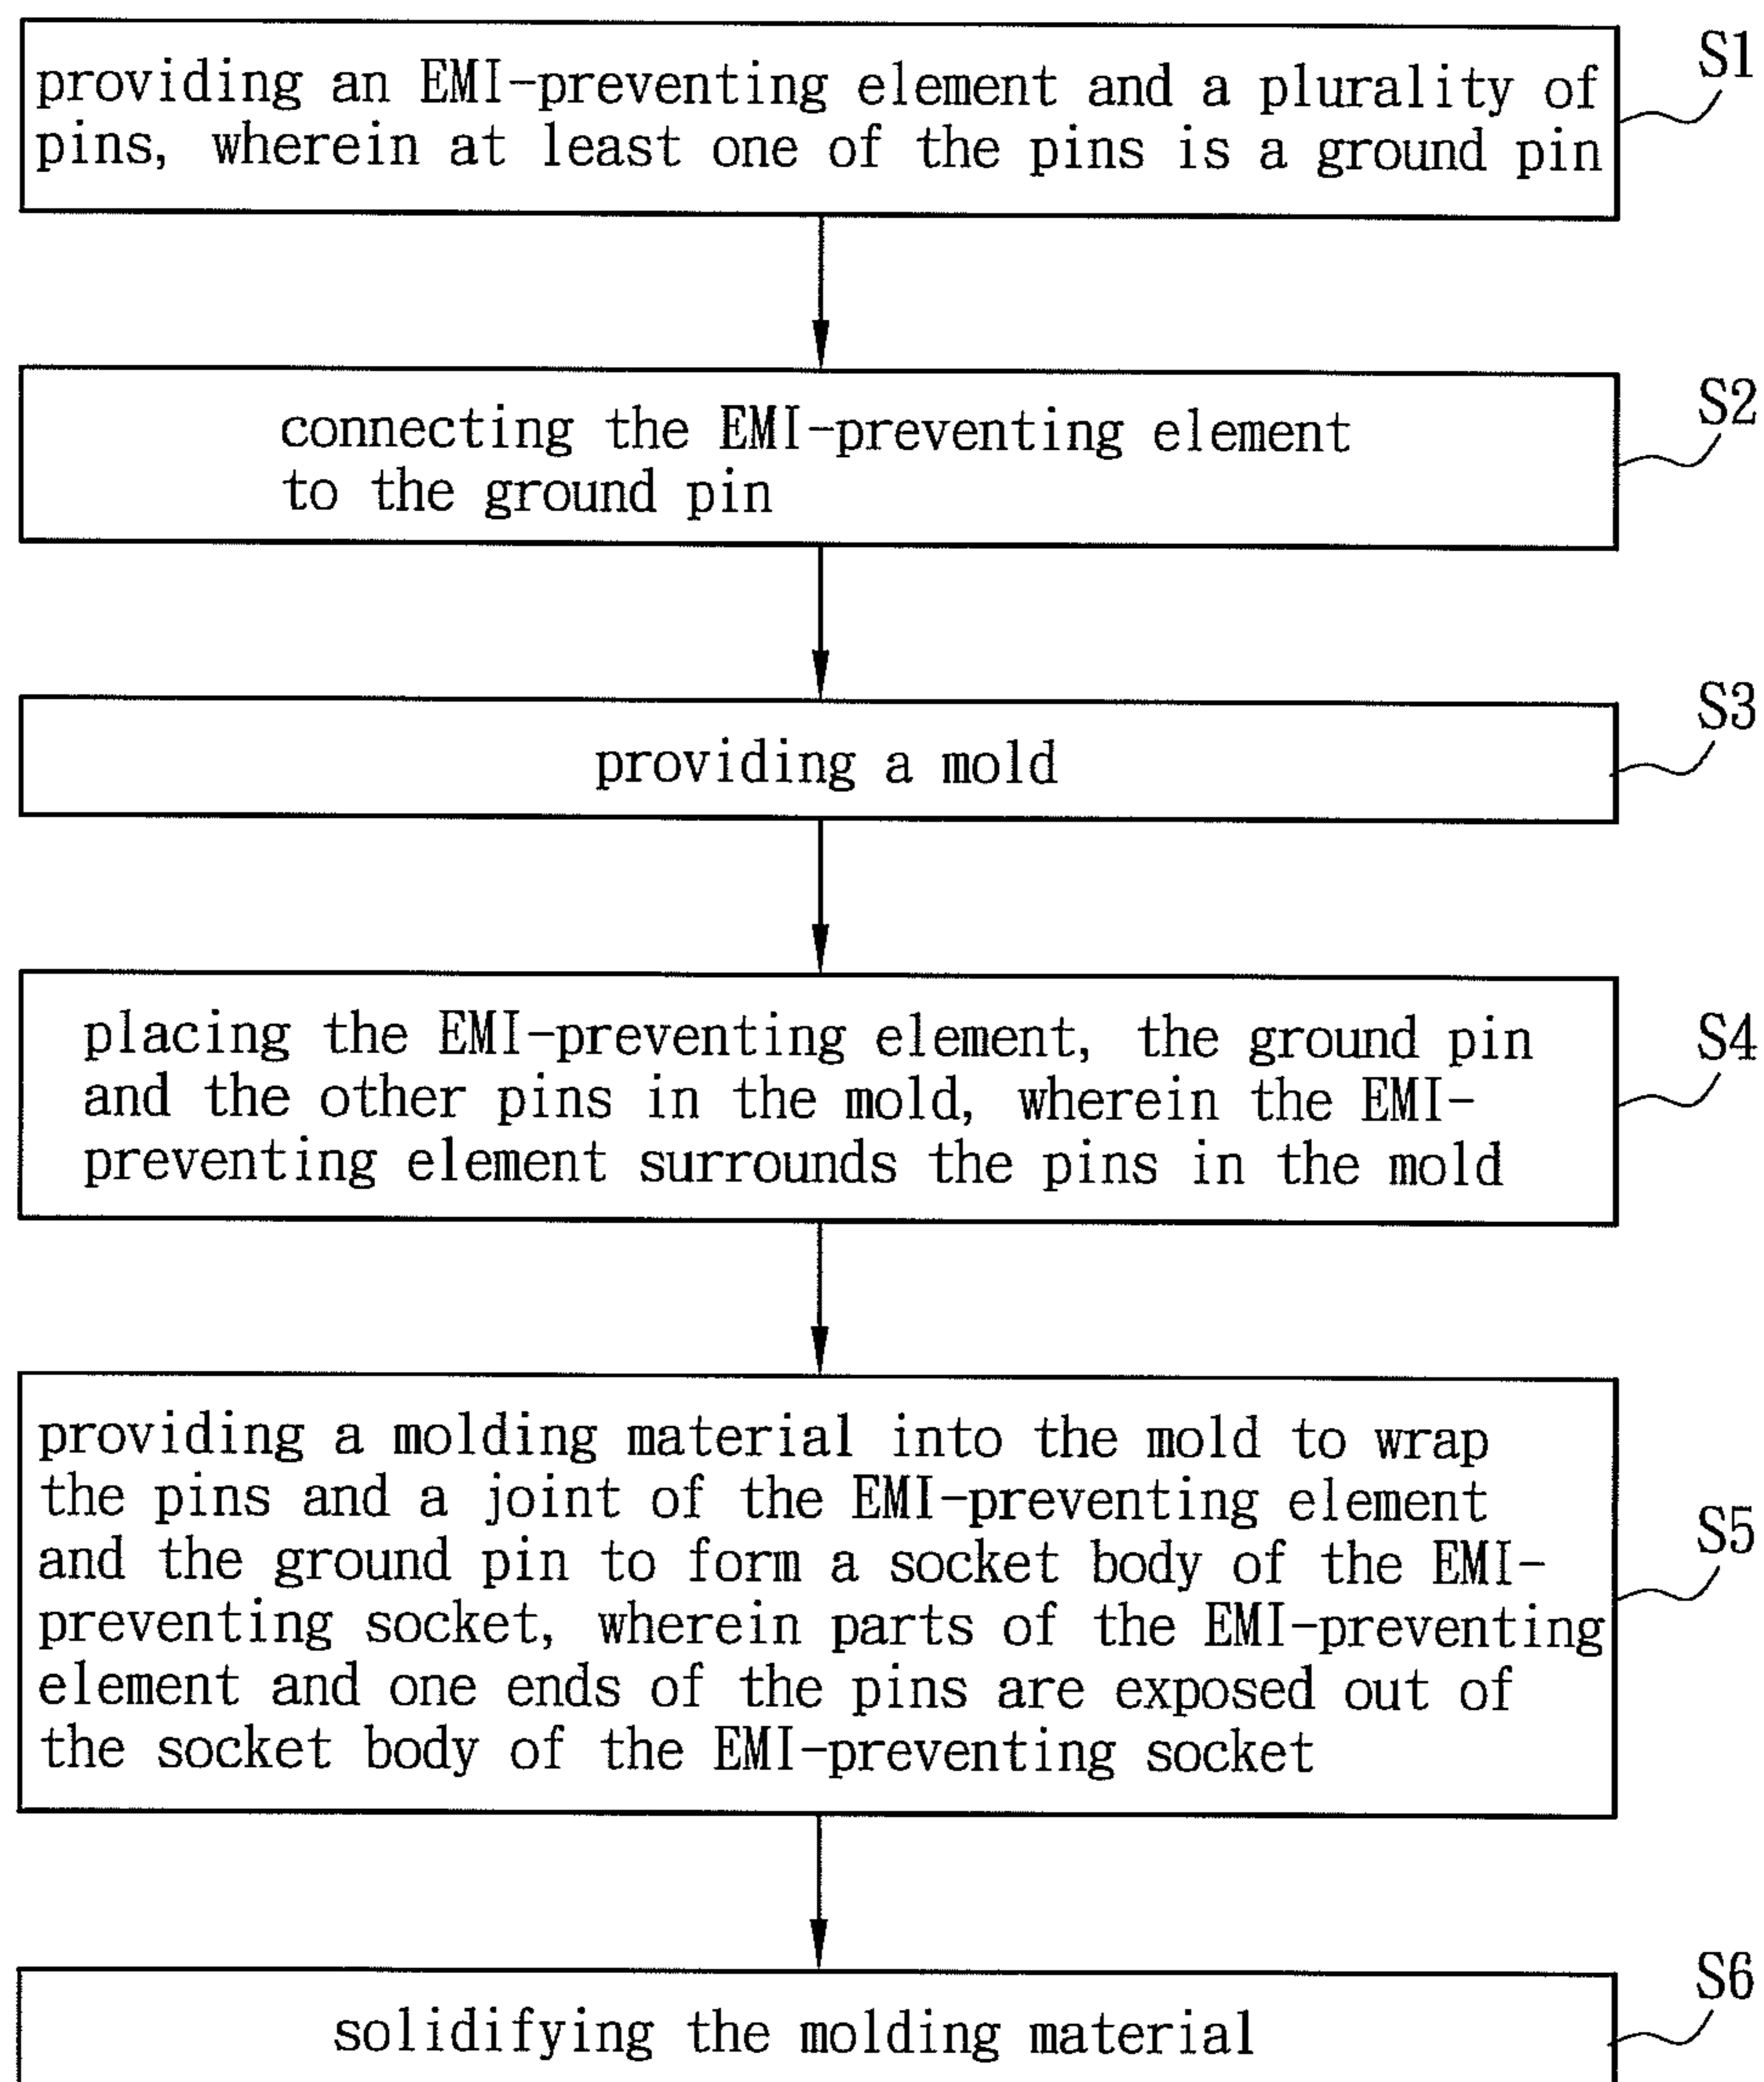 providing an EMI-preventing element and a plurality of
pins, wherein at least one of the pins is a ground pin
S1
connecting the EMI-preventing element
to the ground pin
S2
providing a mold
S3
placing the EMI-preventing element, the ground pin
and the other pins in the mold, wherein the EMI-
preventing element surrounds the pins in the mold
S4
providing a molding material into the mold to wrap
the pins and a joint of the EMI-preventing element
and the ground pin to form a socket body of the EMI-
preventing socket, wherein parts of the EMI-preventing
element and one ends of the pins are exposed out of
the socket body of the EMI-preventing socket
S5
solidifying the molding material
S6